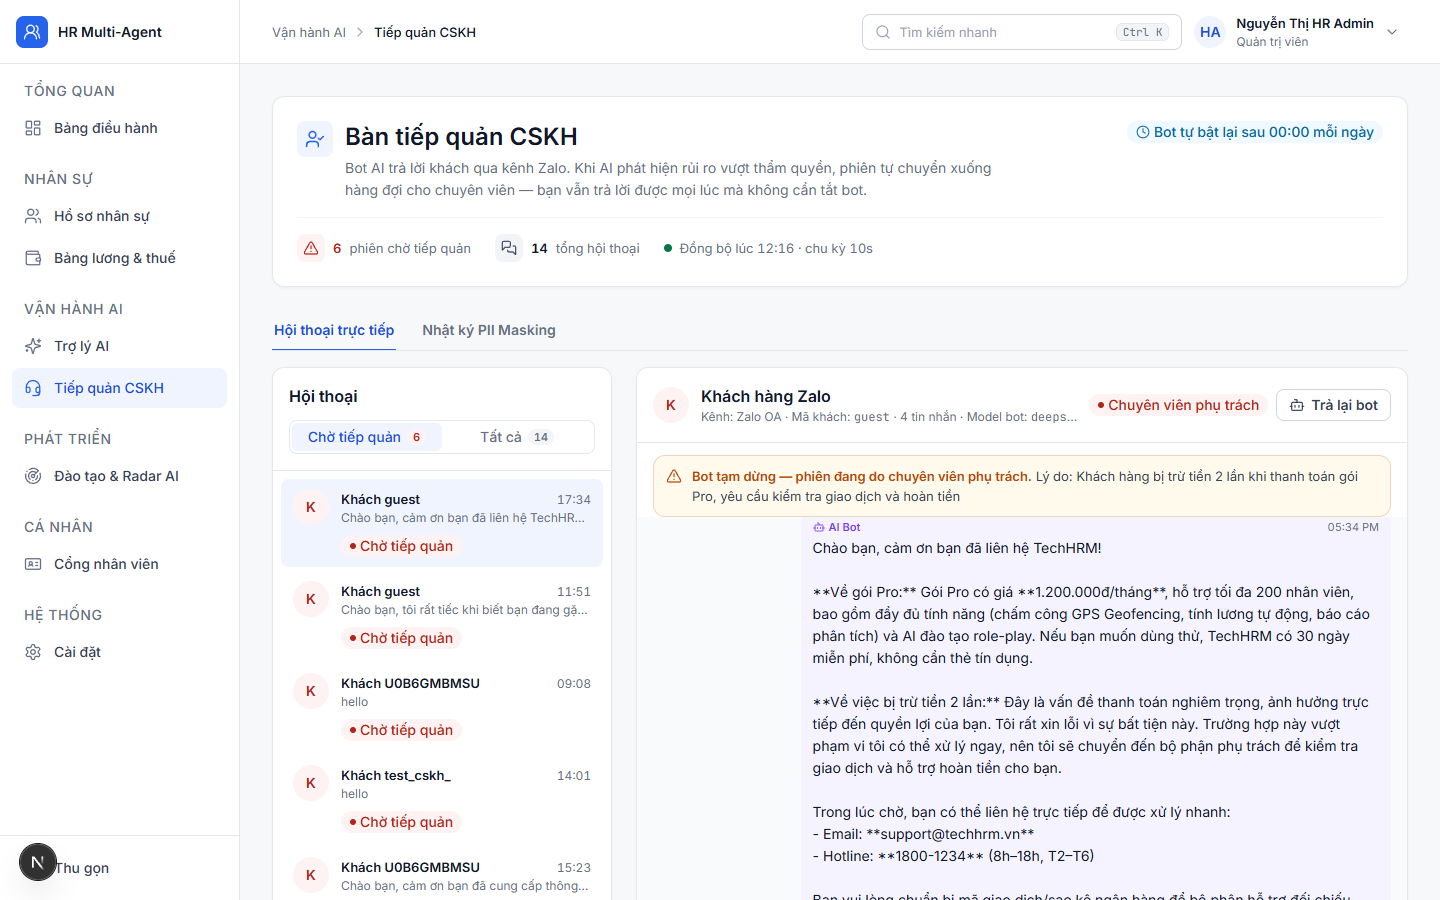 HR Multi-Agent
Vận hành AI > Tiếp quản CSKH
Tìm kiếm nhanh
Ctrl K
HA
Nguyễn Thị HR Admin
Quản trị viên
TỔNG QUAN
Bảng điều hành
NHÂN SỰ
Hồ sơ nhân sự
Bảng lương & thuế
VẬN HÀNH AI
Trợ lý AI
Tiếp quản CSKH
PHÁT TRIỂN
Đào tạo & Radar AI
CÁ NHÂN
Cổng nhân viên
HỆ THỐNG
Cài đặt
N
Thu gọn
Bàn tiếp quản CSKH
Bot tự bật lại sau 00:00 mỗi ngày
Bot AI trả lời khách qua kênh Zalo. Khi AI phát hiện rủi ro vượt thẩm quyền, phiên tự chuyển xuống
hàng đợi cho chuyên viên — bạn vẫn trả lời được mọi lúc mà không cần tắt bot.
6 phiên chờ tiếp quản
14 tổng hội thoại
Đồng bộ lúc 12:16 · chu kỳ 10s
Hội thoại trực tiếp
Nhật ký PII Masking
Hội thoại
Chờ tiếp quản 6
Tất cả 14
K
Khách guest 17:34
Chào bạn, cảm ơn bạn đã liên hệ TechHR...
Chờ tiếp quản
K
Khách guest 11:51
Chào bạn, tôi rất tiếc khi biết bạn đang gặ...
Chờ tiếp quản
K
Khách U0B6GMBMSU 09:08
hello
Chờ tiếp quản
K
Khách test_cskh_ 14:01
hello
Chờ tiếp quản
K
Khách U0B6GMBMSU 15:23
Chào bạn, cảm ơn bạn đã cung cấp thông...
K
Khách hàng Zalo
Kênh: Zalo OA · Mã khách: guest · 4 tin nhắn · Model bot: deeps...
Chuyên viên phụ trách
Trả lại bot
Bot tạm dừng — phiên đang do chuyên viên phụ trách. Lý do: Khách hàng bị trừ tiền 2 lần khi thanh toán gói
Pro, yêu cầu kiểm tra giao dịch và hoàn tiền
AI Bot 05:34 PM
Chào bạn, cảm ơn bạn đã liên hệ TechHRM!
**Về gói Pro:** Gói Pro có giá **1.200.000đ/tháng**, hỗ trợ tối đa 200 nhân viên,
bao gồm đầy đủ tính năng (chấm công GPS Geofencing, tính lương tự động, báo cáo
phân tích) và AI đào tạo role-play. Nếu bạn muốn dùng thử, TechHRM có 30 ngày
miễn phí, không cần thẻ tín dụng.
**Về việc bị trừ tiền 2 lần:** Đây là vấn đề thanh toán nghiêm trọng, ảnh hưởng trực
tiếp đến quyền lợi của bạn. Tôi rất xin lỗi vì sự bất tiện này. Trường hợp này vượt
phạm vi tôi có thể xử lý ngay, nên tôi sẽ chuyển đến bộ phận phụ trách để kiểm tra
giao dịch và hỗ trợ hoàn tiền cho bạn.
Trong lúc chờ, bạn có thể liên hệ trực tiếp để được xử lý nhanh:
- Email: **support@techhrm.vn**
- Hotline: **1800-1234** (8h–18h, T2–T6)
Bạn vui lòng chuẩn bị mã giao dịch/sao kê ngân hàng để bộ phận hỗ trợ đối chiếu